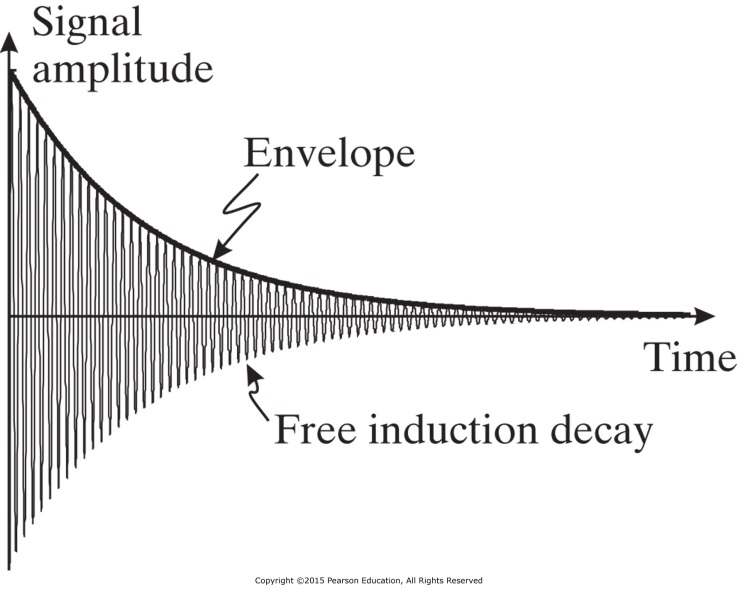 Signal
amplitude
Envelope
Time
Free induction decay
Copyright ©2015 Pearson Education, All Rights Reserved